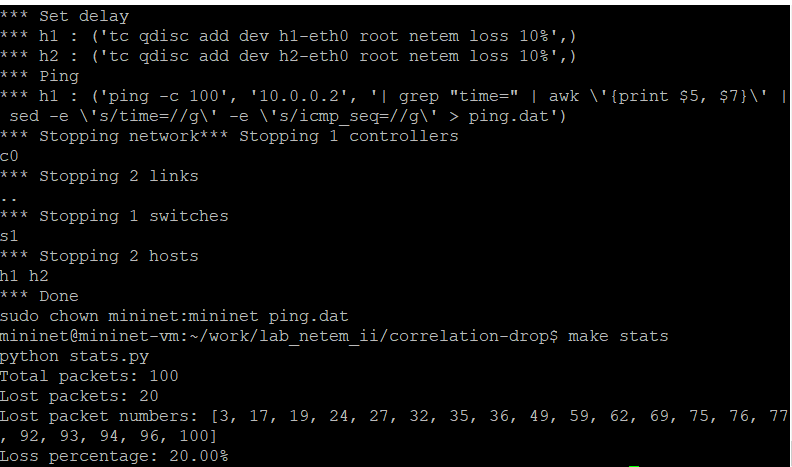 *** Set delay
*** h1 : ('tc qdisc add dev h1-eth0 root netem loss 10%',)
*** h2 : ('tc qdisc add dev h2-eth0 root netem loss 10%',)
*** Ping
*** h1 : ('ping -c 100', '10.0.0.2', '| grep "time=" | awk \'{print $5, $7}\' |
 sed -e \'s/time=//g\' -e \'s/icmp_seq=//g\' > ping.dat')
*** Stopping network*** Stopping 1 controllers
c0
*** Stopping 2 links
..
*** Stopping 1 switches
s1
*** Stopping 2 hosts
h1 h2
*** Done
sudo chown mininet:mininet ping.dat
mininet@mininet-vm:~/work/lab_netem_ii/correlation-drop$ make stats
python stats.py
Total packets: 100
Lost packets: 20
Lost packet numbers: [3, 17, 19, 24, 27, 32, 35, 36, 49, 59, 62, 69, 75, 76, 77
, 92, 93, 94, 96, 100]
Loss percentage: 20.00%